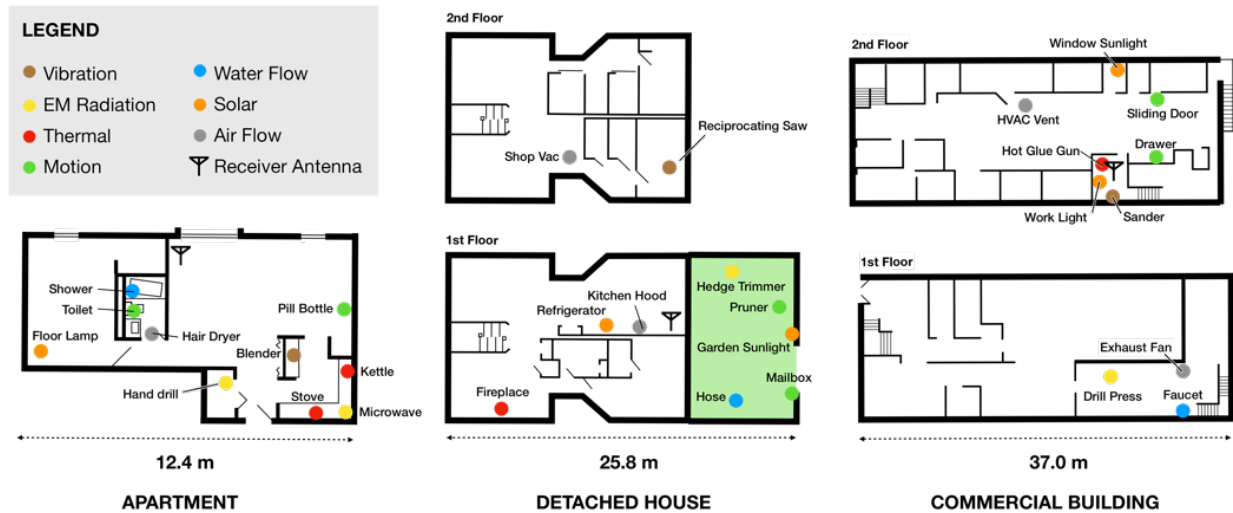 LEGEND
Vibration
EM Radiation
Thermal
Motion
Water Flow
Solar
Air Flow
Receiver Antenna
Shower
Toilet
Floor Lamp
Hair Dryer
Pill Bottle
Blender
Hand drill
Stove
Kettle
Microwave
12.4 m
APARTMENT
2nd Floor
Shop Vac
Reciprocating Saw
1st Floor
Refrigerator
Kitchen Hood
Fireplace
Hedge Trimmer
Pruner
Garden Sunlight
Mailbox
Hose
25.8 m
DETACHED HOUSE
2nd Floor
Window Sunlight
HVAC Vent
Sliding Door
Hot Glue Gun
Drawer
Work Light
Sander
1st Floor
Exhaust Fan
Drill Press
Faucet
37.0 m
COMMERCIAL BUILDING